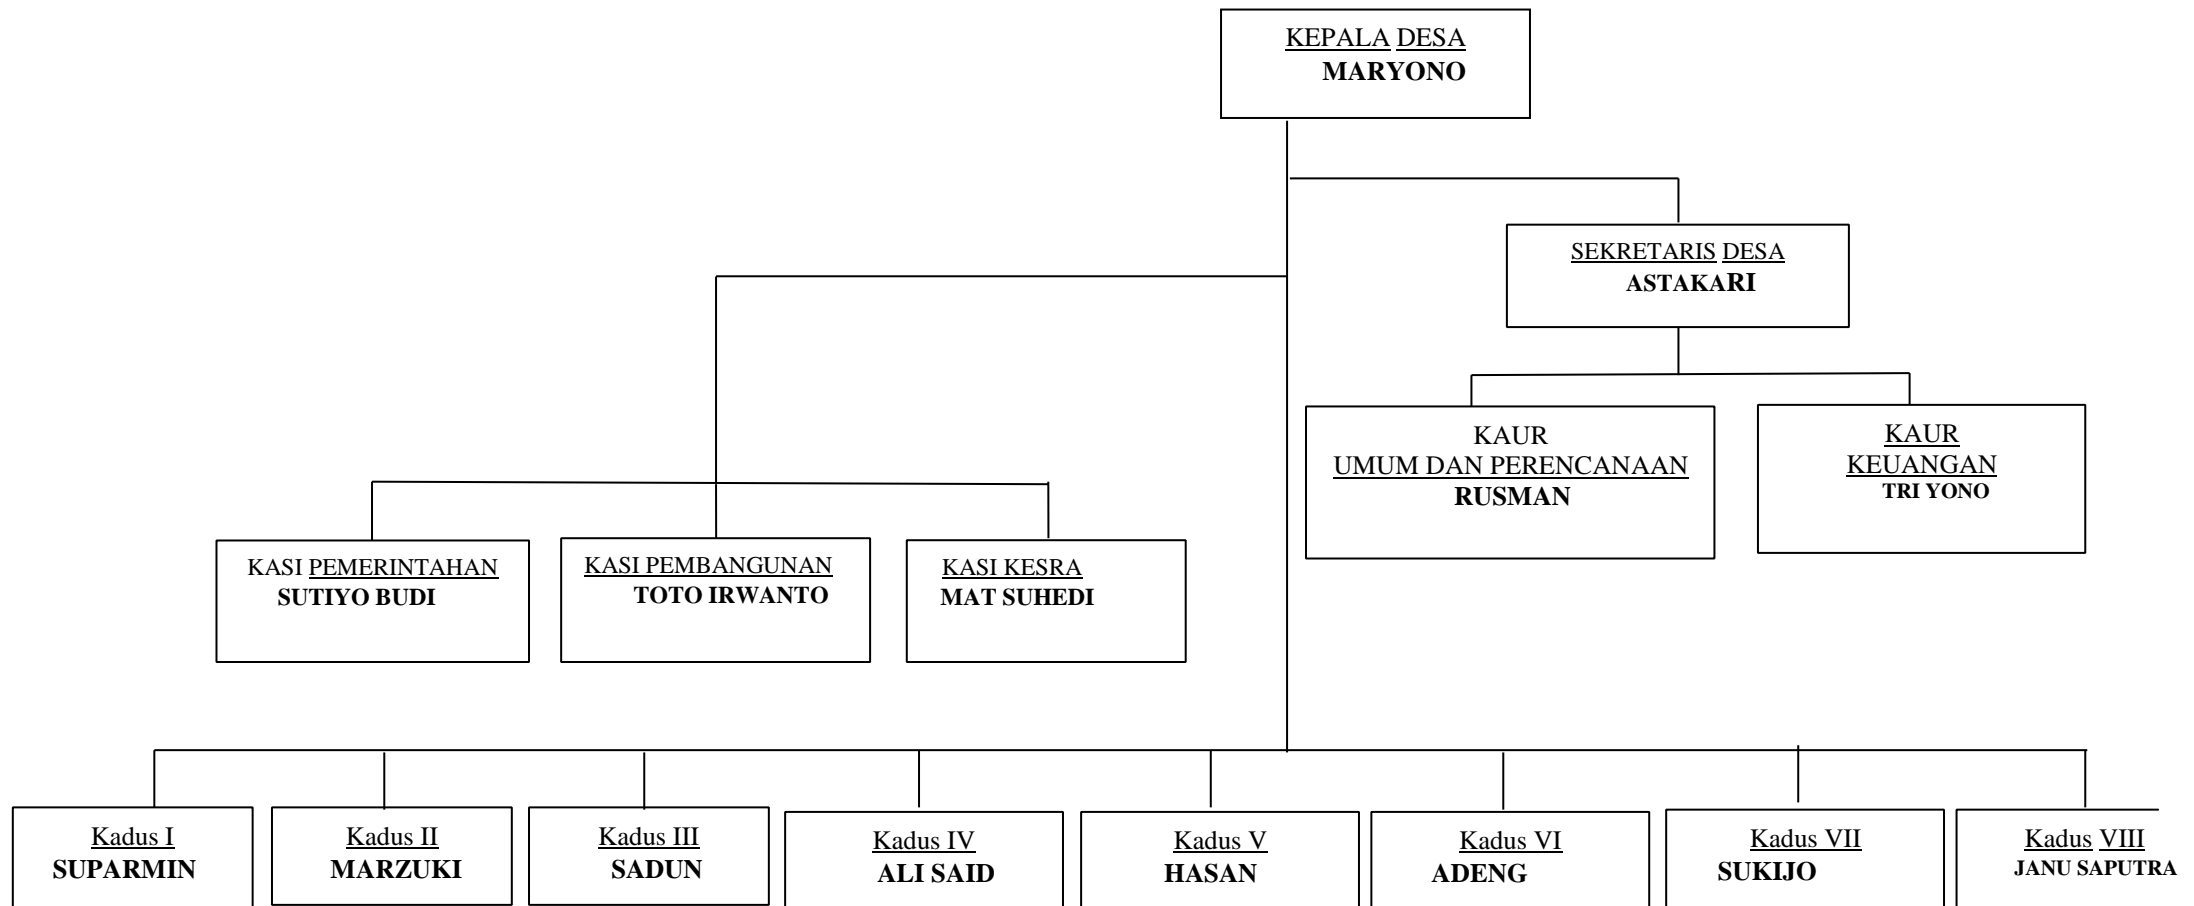 KEPALA DESA
MARYONO
SEKRETARIS DESA
ASTAKARI
KAUR
UMUM DAN PERENCANAAN
RUSMAN
KAUR
KEUANGAN
TRI YONO
KASI PEMERINTAHAN
SUTIYO BUDI
KASI PEMBANGUNAN
TOTO IRWANTO
KASI KESRA
MAT SUHEDI
Kadus I
SUPARMIN
Kadus II
MARZUKI
Kadus III
SADUN
Kadus IV
ALI SAID
Kadus V
HASAN
Kadus VI
ADENG
Kadus VII
SUKIJO
Kadus VIII
JANU SAPUTRA